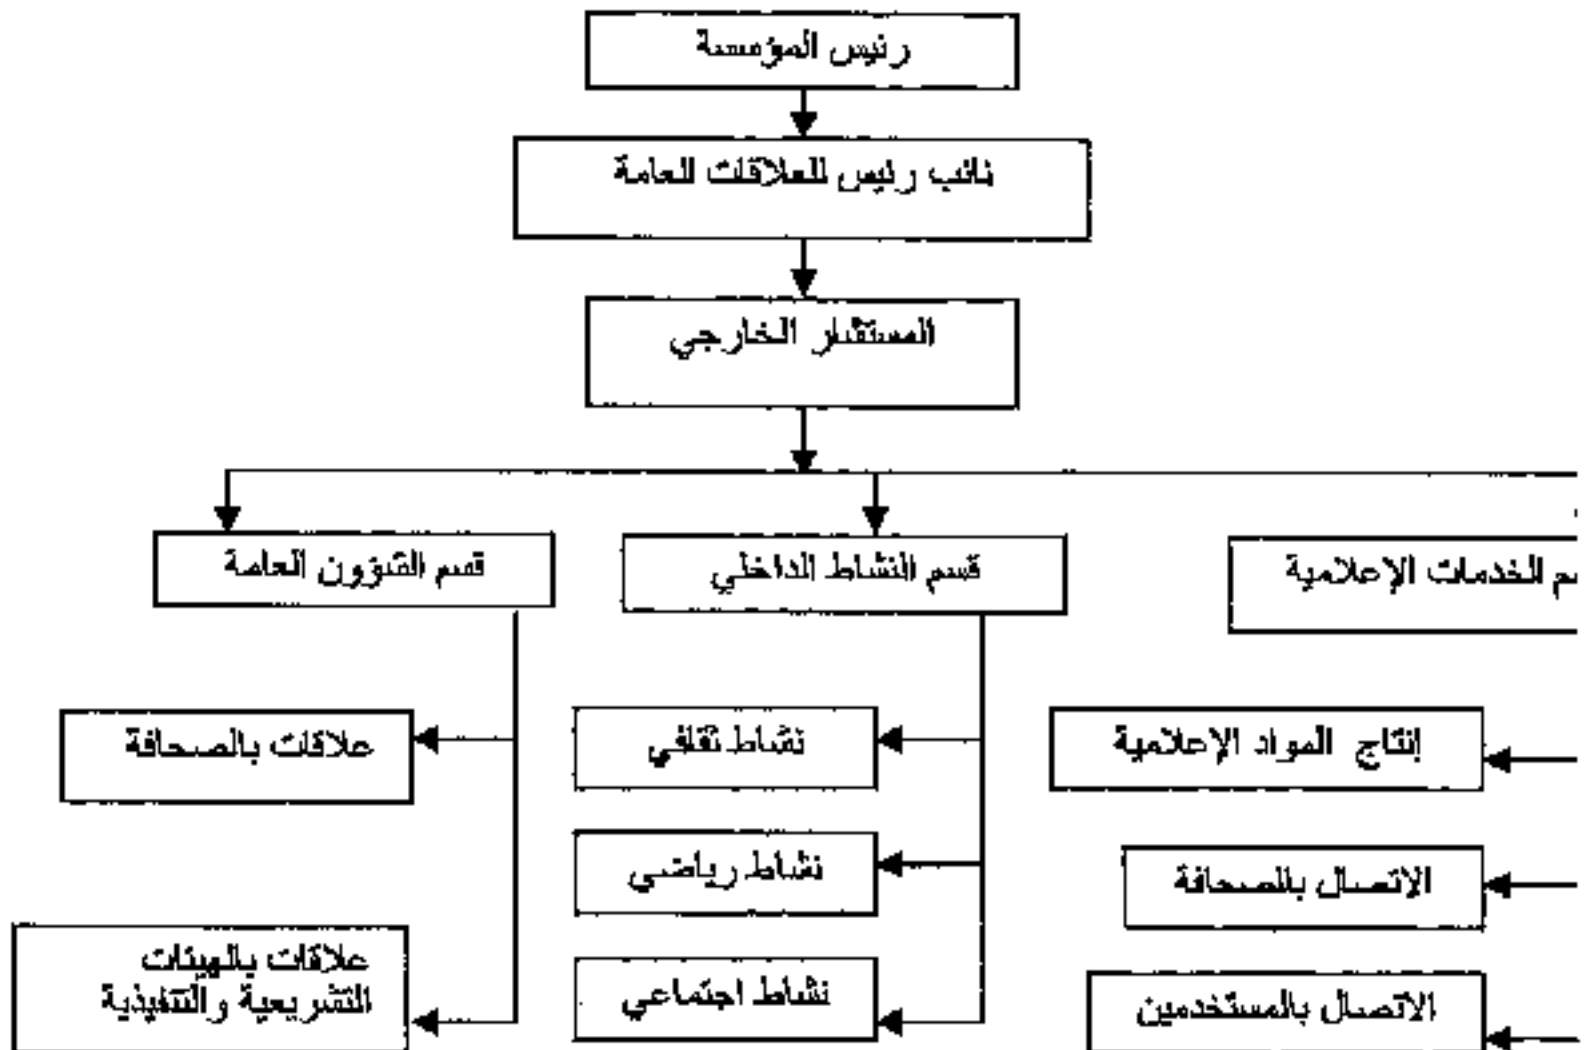 رئيس المؤسسة
نائب رئيس للعلاقات العامة
المستشار الخارجي
الخدمات الإعلامية
قسم النشاط الداخلي
قسم الشؤون العامة
إنتاج المواد الإعلامية
نشاط ثقافي
علاقات بالصحافة
الاتصال بالصحافة
نشاط رياضي
علاقات بالهيئات
التشريعية والتنفيذية
الاتصال بالمستخدمين
نشاط اجتماعي